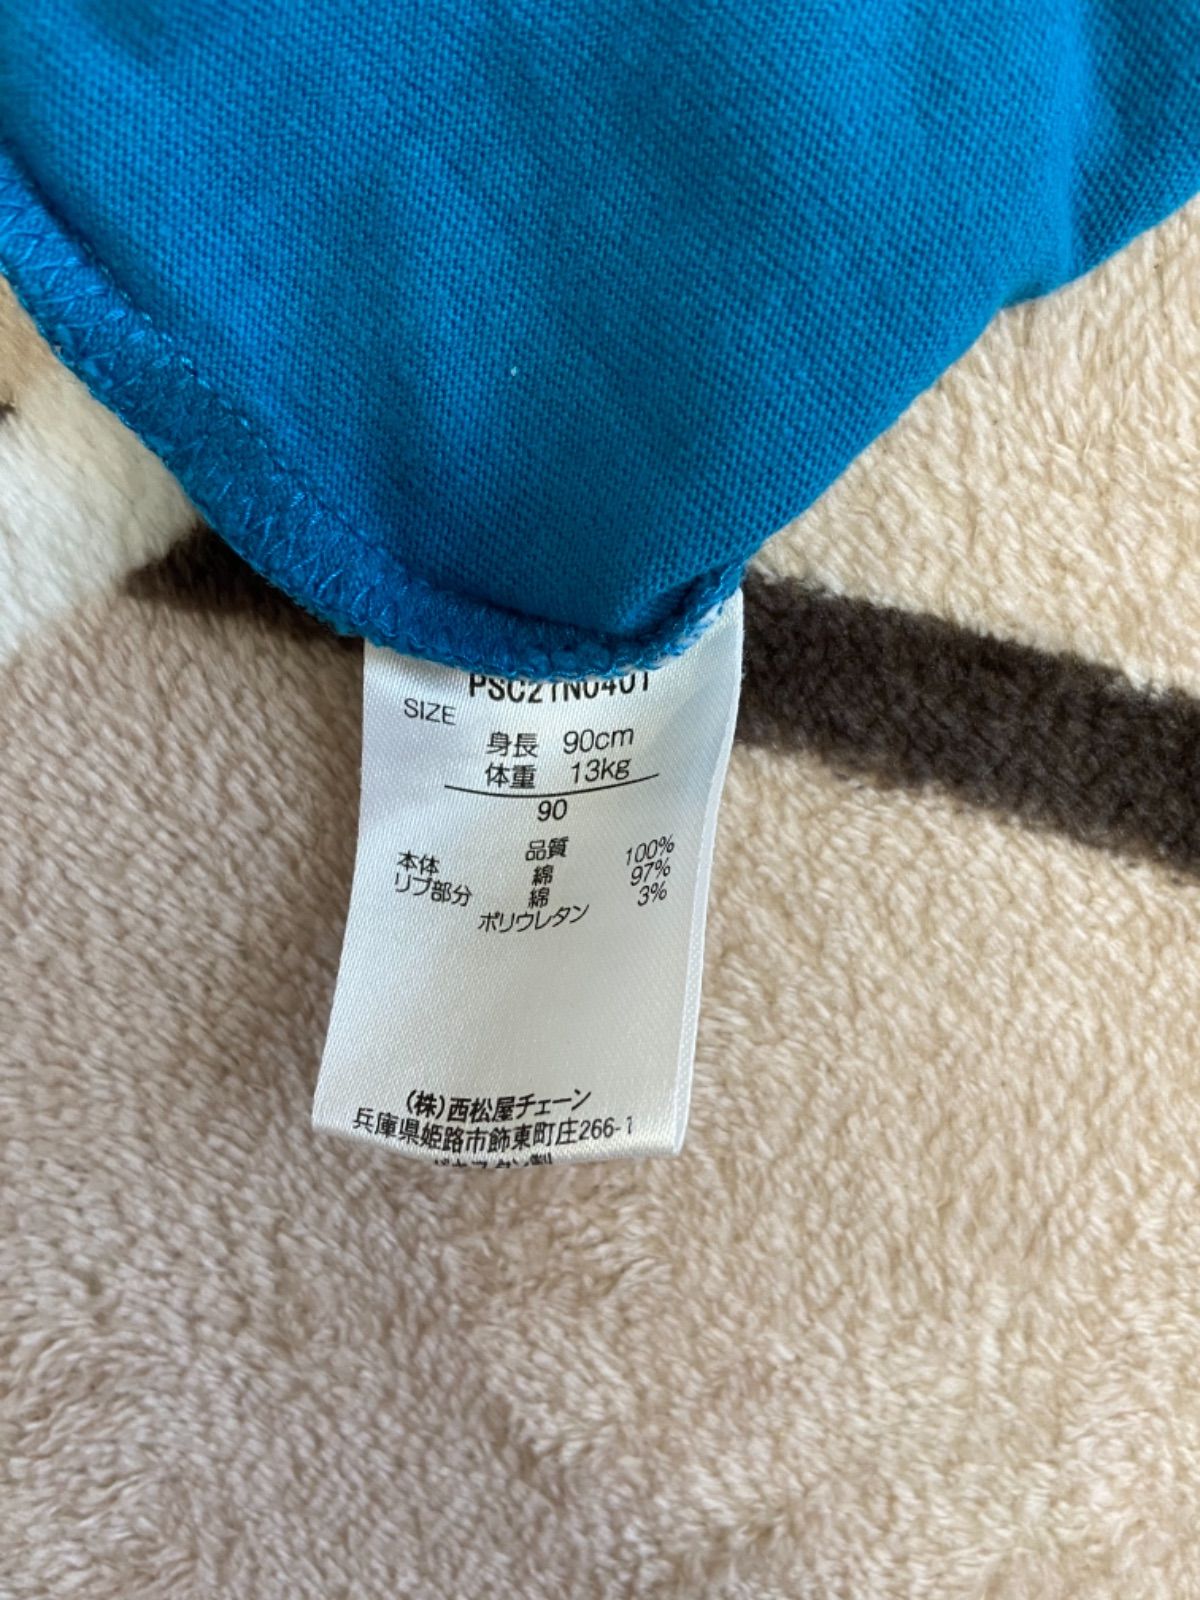 PSC21N0401
SIZE
身長 90cm
体重 13kg
90
品質
本体 綿 100%
リブ部分 綿 97%
ポリウレタン 3%
(株)西松屋チェーン
兵庫県姫路市飾東町庄266-1